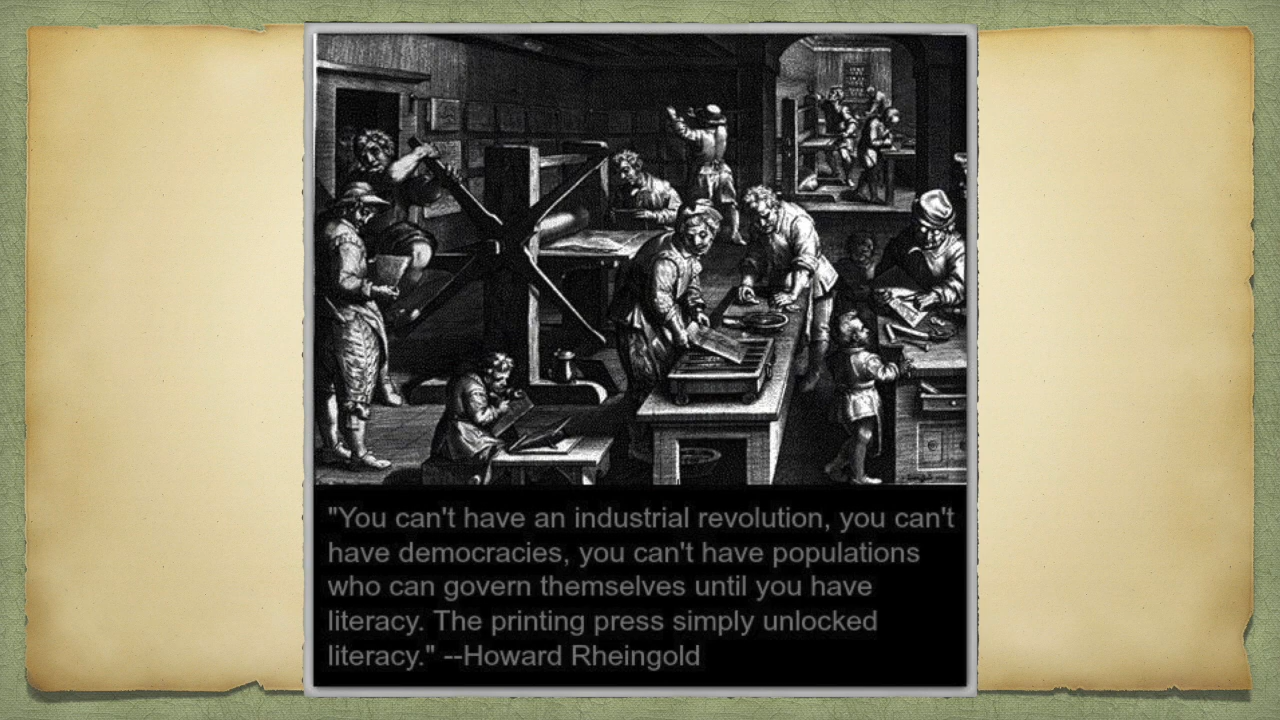 "You can't have an industrial revolution, you can't
have democracies, you can't have populations
who can govern themselves until you have
literacy. The printing press simply unlocked
literacy." --Howard Rheingold